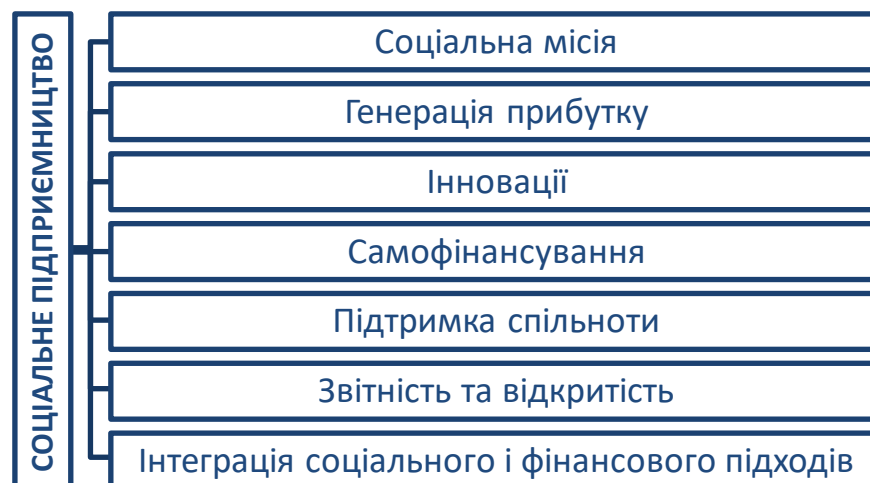 СОЦІАЛЬНЕ ПІДПРИЄМНИЦТВО
Соціальна місія
Генерація прибутку
Інновації
Самофінансування
Підтримка спільноти
Звітність та відкритість
Інтеграція соціального і фінансового підходів